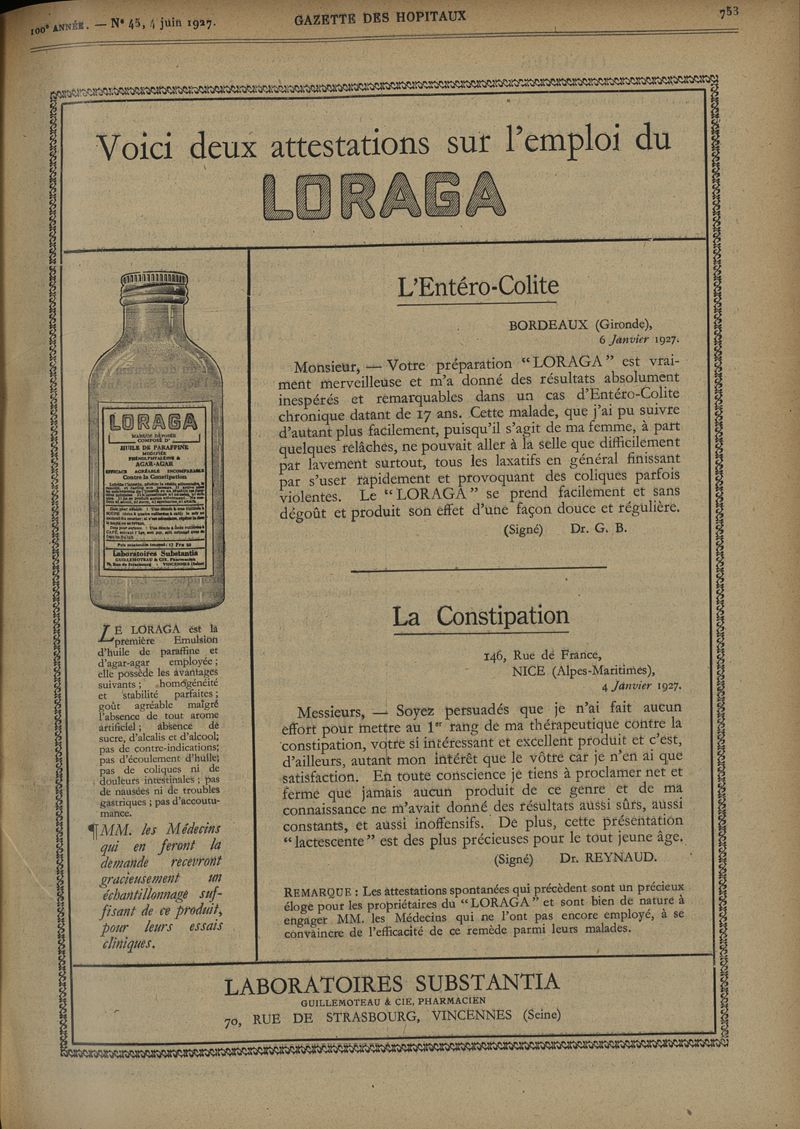 100e ANNÉE. — N° 45, 4 juin 1927.
GAZETTE DES HOPITAUX
753
Voici deux attestations sur l'emploi du
LORAGA
LORAGA
MARQUE DÉPOSÉE
COMPOSÉ D'
HUILE DE PARAFFINE
PHÉNOLPHTALÉINE &
AGAR-AGAR
EFFICACE AGRÉABLE INCOMPARABLE
Contre la Constipation
Laboratoires Substantia
GUILLEMOTEAU & CIE, Pharmacien
70, Rue de Strasbourg - VINCENNES (Seine)
LE LORAGA est la
première Emulsion
d'huile de paraffine et
d'agar-agar employée ;
elle possède les avantages
suivants ; homogénéité
et stabilité parfaites ;
goût agréable malgré
l'absence de tout arome
artificiel ; absence de
sucre, d'alcalis et d'alcool;
pas de contre-indications;
pas d'écoulement d'huile;
pas de coliques ni de
douleurs intestinales ; pas
de nausées ni de troubles
gastriques ; pas d'accoutu-
mance.
¶ MM. les Médecins
qui en feront la
demande recevront
gracieusement un
échantillonnage suf-
fisant de ce produit,
pour leurs essais
cliniques.
L'Entéro-Colite
BORDEAUX (Gironde),
6 Janvier 1927.
Monsieur, — Votre préparation “LORAGA” est vrai-
ment merveilleuse et m'a donné des résultats absolument
inespérés et remarquables dans un cas d'Entéro-Colite
chronique datant de 17 ans. Cette malade, que j'ai pu suivre
d'autant plus facilement, puisqu'il s'agit de ma femme, à part
quelques relâches, ne pouvait aller à la selle que difficilement
par lavement surtout, tous les laxatifs en général finissant
par s'user rapidement et provoquant des coliques parfois
violentes. Le “LORAGA” se prend facilement et sans
dégoût et produit son effet d'une façon douce et régulière.
(Signé) Dr. G. B.
La Constipation
146, Rue de France,
NICE (Alpes-Maritimes),
4 Janvier 1927.
Messieurs, — Soyez persuadés que je n'ai fait aucun
effort pour mettre au 1er rang de ma thérapeutique contre la
constipation, votre si intéressant et excellent produit et c'est,
d'ailleurs, autant mon intérêt que le vôtre car je n'en ai que
satisfaction. En toute conscience je tiens à proclamer net et
ferme que jamais aucun produit de ce genre et de ma
connaissance ne m'avait donné des résultats aussi sûrs, aussi
constants, et aussi inoffensifs. De plus, cette présentation
“lactescente” est des plus précieuses pour le tout jeune âge.
(Signé) Dr. REYNAUD.
REMARQUE : Les attestations spontanées qui précèdent sont un précieux
éloge pour les propriétaires du “LORAGA” et sont bien de nature à
engager MM. les Médecins qui ne l'ont pas encore employé, à se
convaincre de l'efficacité de ce remède parmi leurs malades.
LABORATOIRES SUBSTANTIA
GUILLEMOTEAU & CIE, PHARMACIEN
70, RUE DE STRASBOURG, VINCENNES (Seine)